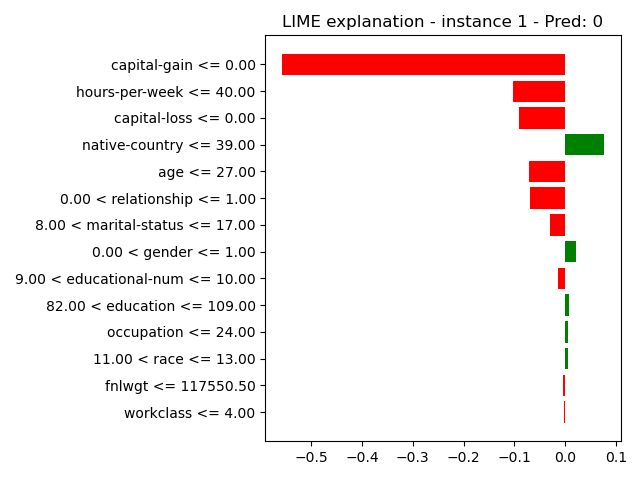 LIME explanation - instance 1 - Pred: 0
capital-gain <= 0.00
hours-per-week <= 40.00
capital-loss <= 0.00
native-country <= 39.00
age <= 27.00
0.00 < relationship <= 1.00
8.00 < marital-status <= 17.00
0.00 < gender <= 1.00
9.00 < educational-num <= 10.00
82.00 < education <= 109.00
occupation <= 24.00
11.00 < race <= 13.00
fnlwgt <= 117550.50
workclass <= 4.00
−0.5 −0.4 −0.3 −0.2 −0.1 0.0 0.1